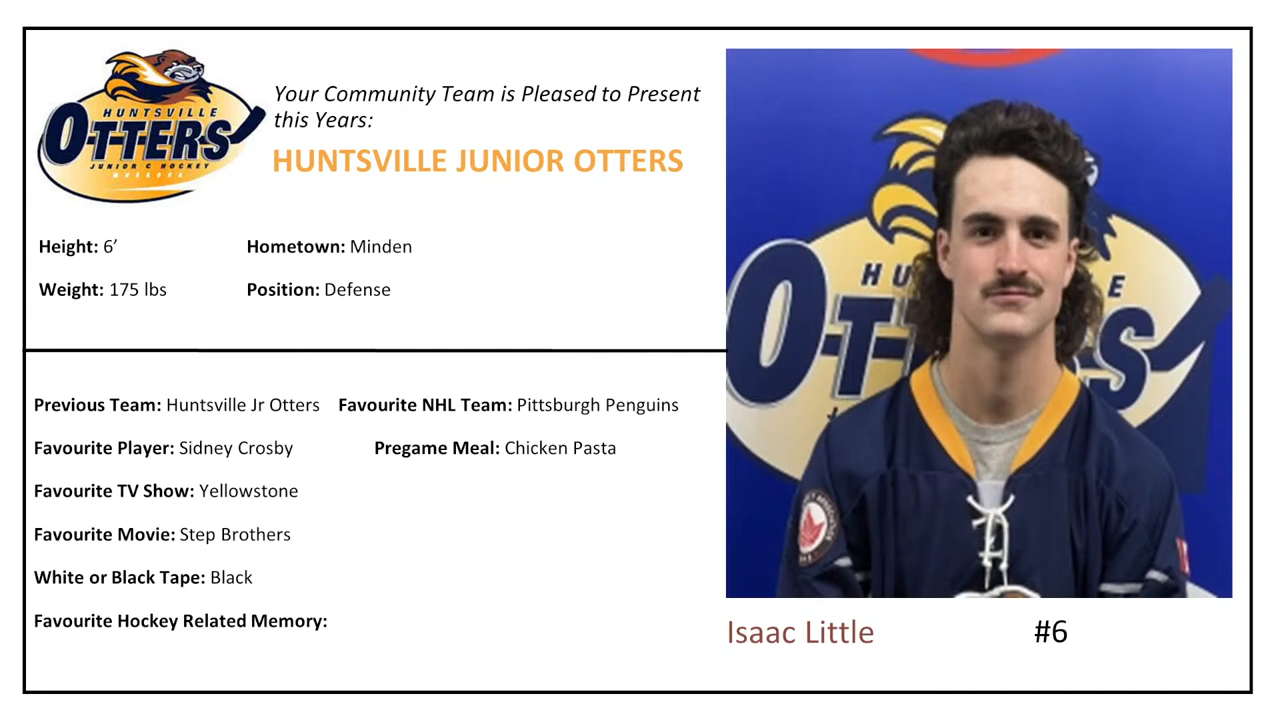 HUNTSVILLE
OTTERS
JUNIOR C HOCKEY
MUSKOKA
Your Community Team is Pleased to Present
this Years:
HUNTSVILLE JUNIOR OTTERS
Height: 6’
Hometown: Minden
Weight: 175 lbs
Position: Defense
Previous Team: Huntsville Jr Otters
Favourite NHL Team: Pittsburgh Penguins
Favourite Player: Sidney Crosby
Pregame Meal: Chicken Pasta
Favourite TV Show: Yellowstone
Favourite Movie: Step Brothers
White or Black Tape: Black
Favourite Hockey Related Memory:
HU E
OT S
Isaac Little
#6